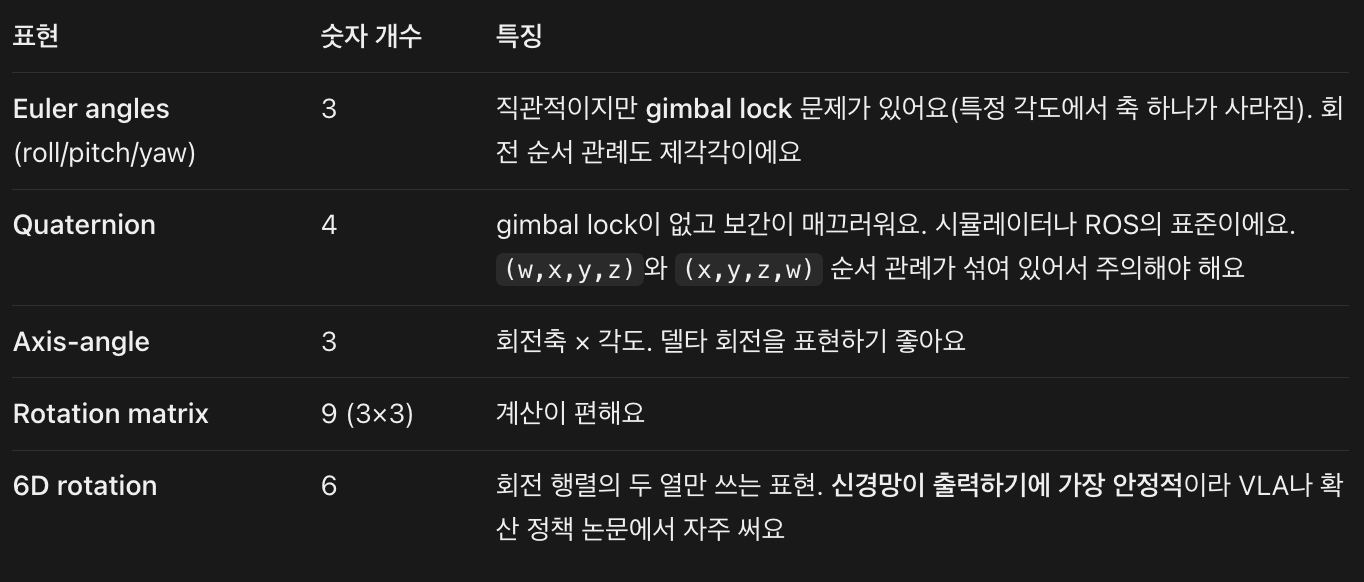 표현 숫자 개수 특징
Euler angles 3 직관적이지만 gimbal lock 문제가 있어요(특정 각도에서 축 하나가 사라짐). 회
(roll/pitch/yaw) 전 순서 관례도 제각각이에요
Quaternion 4 gimbal lock이 없고 보간이 매끄러워요. 시뮬레이터나 ROS의 표준이에요.
(w,x,y,z)와 (x,y,z,w) 순서 관례가 섞여 있어서 주의해야 해요
Axis-angle 3 회전축 × 각도. 델타 회전을 표현하기 좋아요
Rotation matrix 9 (3×3) 계산이 편해요
6D rotation 6 회전 행렬의 두 열만 쓰는 표현. 신경망이 출력하기에 가장 안정적이라 VLA나 확
산 정책 논문에서 자주 써요